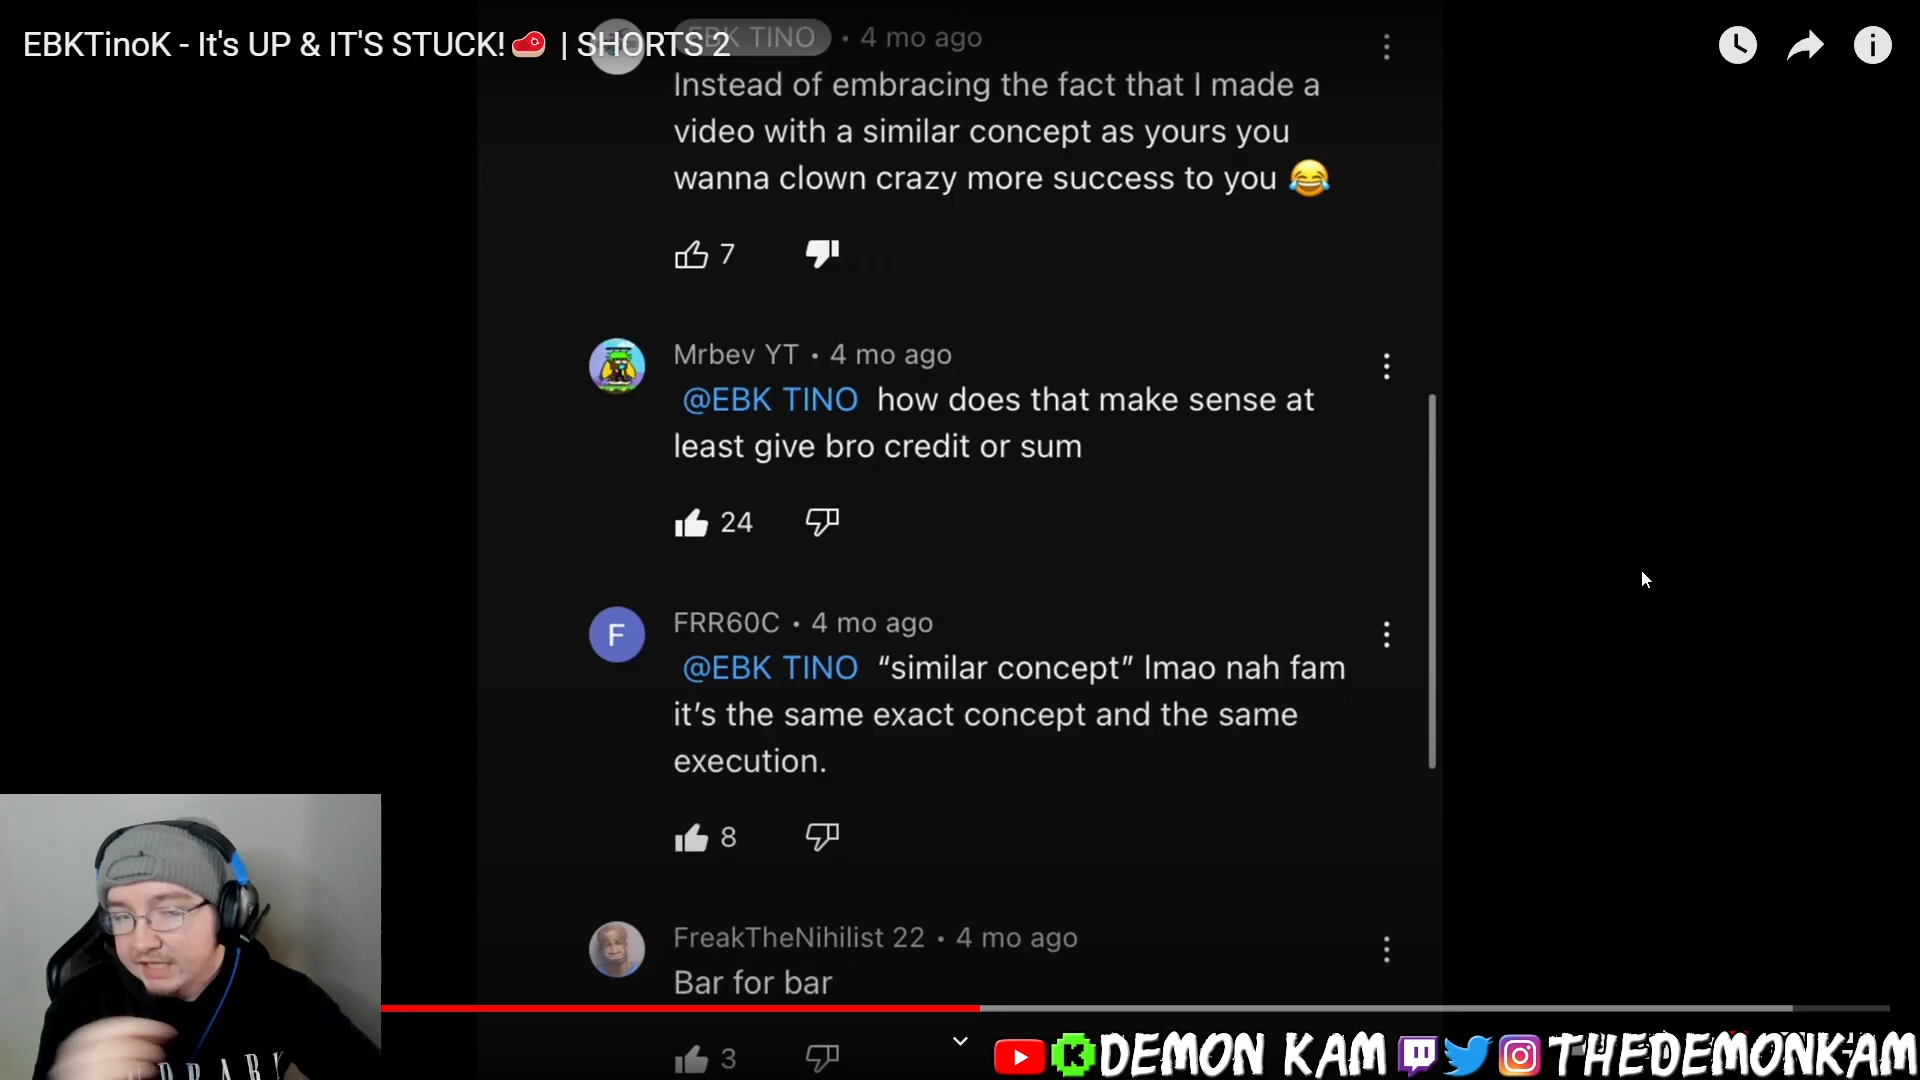 EBKTinoK - It's UP & IT'S STUCK!🥩 | SHORTS 2
EBK TINO • 4 mo ago
Instead of embracing the fact that I made a
video with a similar concept as yours you
wanna clown crazy more success to you 😂
7
Mrbev YT • 4 mo ago
@EBK TINO how does that make sense at
least give bro credit or sum
24
F
FRR60C • 4 mo ago
@EBK TINO “similar concept” lmao nah fam
it’s the same exact concept and the same
execution.
8
FreakTheNihilist 22 • 4 mo ago
Bar for bar
3
DEMON KAM THEDEMONKAM